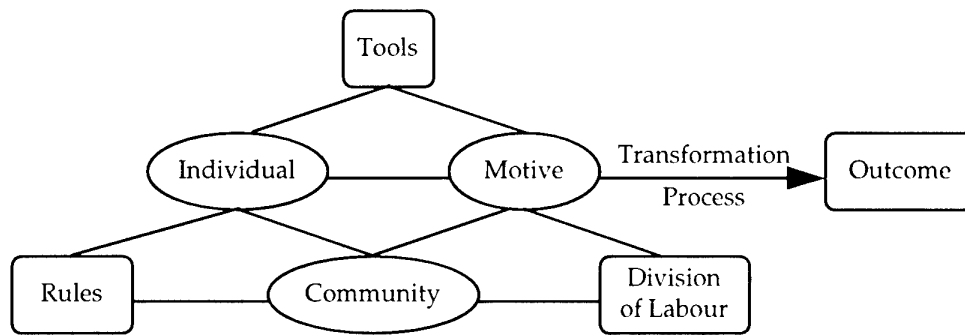 Tools
Individual
Motive
Transformation
Process
Outcome
Rules
Community
Division
of Labour